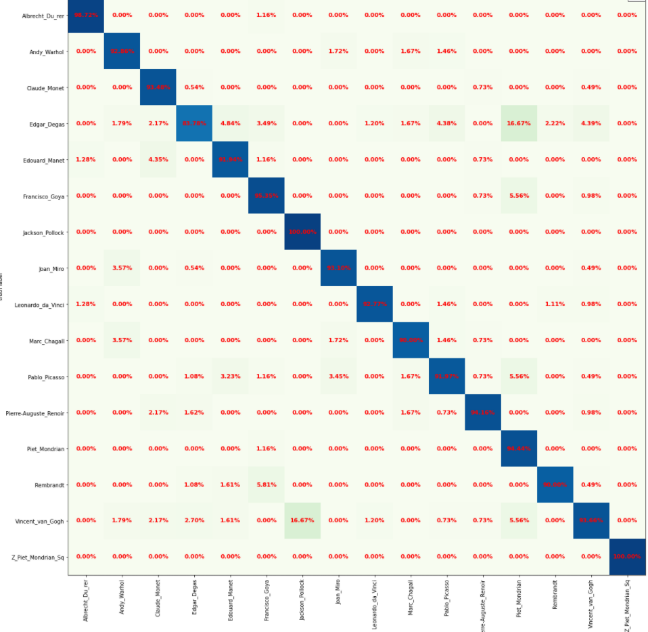 Albrecht_Du_rer 0.00% 0.00% 0.00% 0.00% 1.16% 0.00% 0.00% 0.00% 0.00% 0.00% 0.00% 0.00% 0.00% 0.00% 0.00%
Andy_Warhol 0.00% 0.00% 0.00% 0.00% 0.00% 0.00% 1.72% 0.00% 1.67% 1.46% 0.00% 0.00% 0.00% 0.00% 0.00%
Claude_Monet 0.00% 0.00% 0.54% 0.00% 0.00% 0.00% 0.00% 0.00% 0.00% 0.00% 0.73% 0.00% 0.00% 0.49% 0.00%
Edgar_Degas 0.00% 1.79% 2.17% 4.84% 3.49% 0.00% 0.00% 1.20% 1.67% 4.38% 0.00% 16.67% 2.22% 4.39% 0.00%
Edouard_Manet 1.28% 0.00% 4.35% 0.00% 1.16% 0.00% 0.00% 0.00% 0.00% 0.00% 0.73% 0.00% 0.00% 0.00% 0.00%
Francisco_Goya 0.00% 0.00% 0.00% 0.00% 0.00% 0.00% 0.00% 0.00% 0.00% 0.00% 0.73% 5.56% 0.00% 0.98% 0.00%
Jackson_Pollock 0.00% 0.00% 0.00% 0.00% 0.00% 0.00% 100.00% 0.00% 0.00% 0.00% 0.00% 0.00% 0.00% 0.00% 0.00% 0.00%
Joan_Miro 0.00% 3.57% 0.00% 0.54% 0.00% 0.00% 0.00% 0.00% 0.00% 0.00% 0.00% 0.00% 0.00% 0.49% 0.00%
Leonardo_da_Vinci 1.28% 0.00% 0.00% 0.00% 0.00% 0.00% 0.00% 0.00% 0.00% 1.46% 0.00% 0.00% 1.11% 0.98% 0.00%
Marc_Chagall 0.00% 3.57% 0.00% 0.00% 0.00% 0.00% 0.00% 1.72% 0.00% 1.46% 0.73% 0.00% 0.00% 0.00% 0.00%
Pablo_Picasso 0.00% 0.00% 0.00% 1.08% 3.23% 1.16% 0.00% 3.45% 0.00% 1.67% 0.73% 5.56% 0.00% 0.49% 0.00%
Pierre-Auguste_Renoir 0.00% 0.00% 2.17% 1.62% 0.00% 0.00% 0.00% 0.00% 0.00% 1.67% 0.73% 0.00% 0.00% 0.98% 0.00%
Piet_Mondrian 0.00% 0.00% 0.00% 0.00% 0.00% 1.16% 0.00% 0.00% 0.00% 0.00% 0.00% 0.00% 0.00% 0.00% 0.00%
Rembrandt 0.00% 0.00% 0.00% 1.08% 1.61% 5.81% 0.00% 0.00% 0.00% 0.00% 0.00% 0.00% 0.00% 0.49% 0.00%
Vincent_van_Gogh 0.00% 1.79% 2.17% 2.70% 1.61% 0.00% 16.67% 0.00% 1.20% 0.00% 0.73% 0.73% 5.56% 0.00% 0.00%
Z_Piet_Mondrian_Sq 0.00% 0.00% 0.00% 0.00% 0.00% 0.00% 0.00% 0.00% 0.00% 0.00% 0.00% 0.00% 0.00% 0.00% 0.00% 100.00%
Albrecht_Du_rer
Andy_Warhol
Claude_Monet
Edgar_Degas
Edouard_Manet
Francisco_Goya
Jackson_Pollock
Joan_Miro
Leonardo_da_Vinci
Marc_Chagall
Pablo_Picasso
erre-Auguste_Renoir
Piet_Mondrian
Rembrandt
Vincent_van_Gogh
Z_Piet_Mondrian_Sq